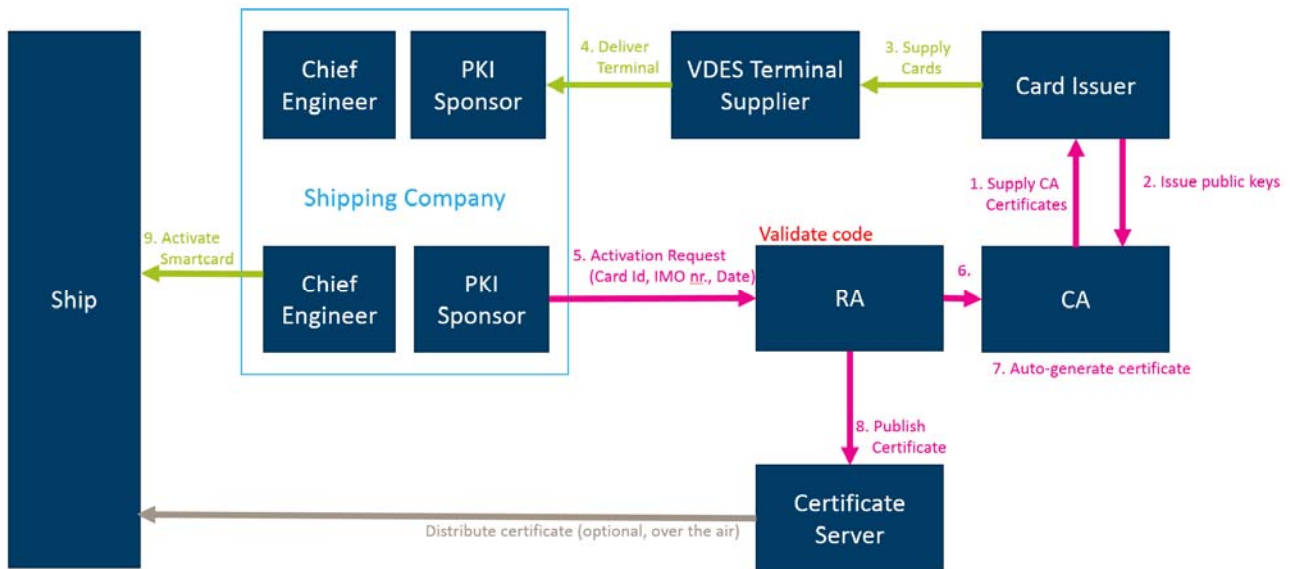 Chief
Engineer
PKI
Sponsor
4. Deliver
Terminal
VDES Terminal
Supplier
3. Supply
Cards
Card Issuer
Shipping Company
1. Supply CA
Certificates
2. Issue public keys
Ship
9. Activate
Smartcard
Chief
Engineer
PKI
Sponsor
5. Activation Request
(Card Id, IMO nr., Date)
Validate code
RA
6.
CA
7. Auto-generate certificate
8. Publish
Certificate
Certificate
Server
Distribute certificate (optional, over the air)